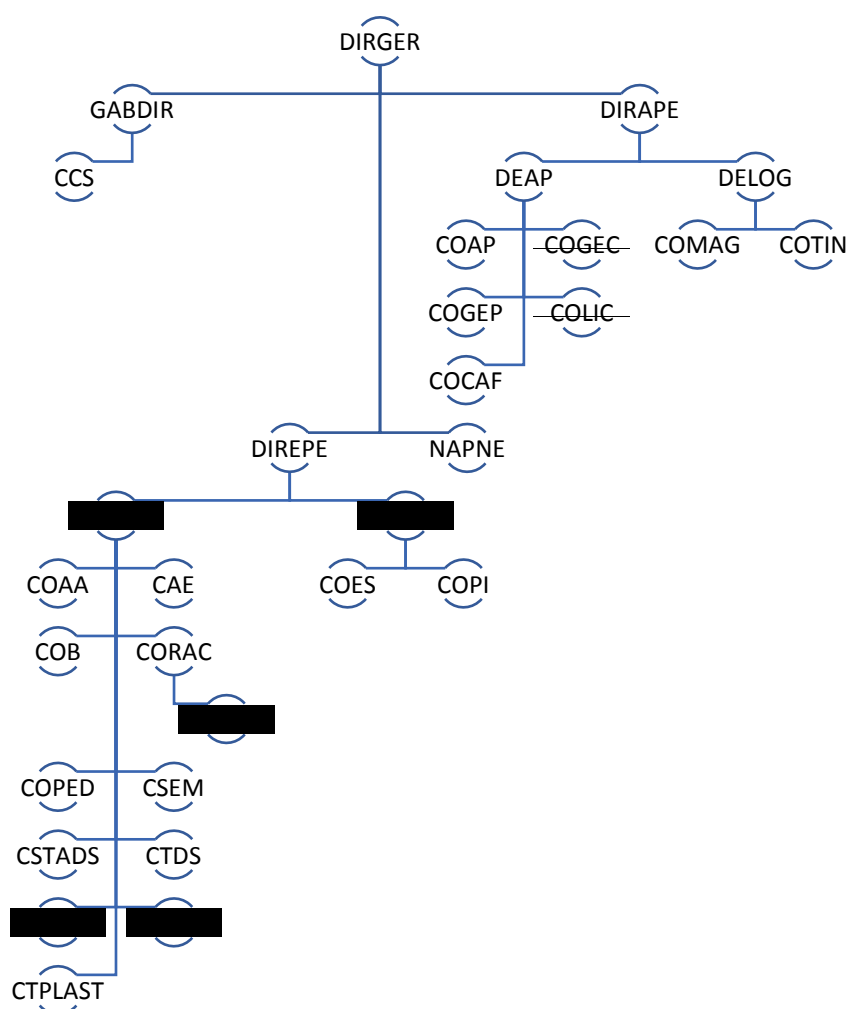 DIRGER
GABDIR DIRAPE
CCS DEAP DELOG
COAP COGEC COMAG COTIN
COGEP COLIC
COCAF
DIREPE NAPNE
COAA CAE COES COPI
COB CORAC
COPED CSEM
CSTADS CTDS
CTPLAST